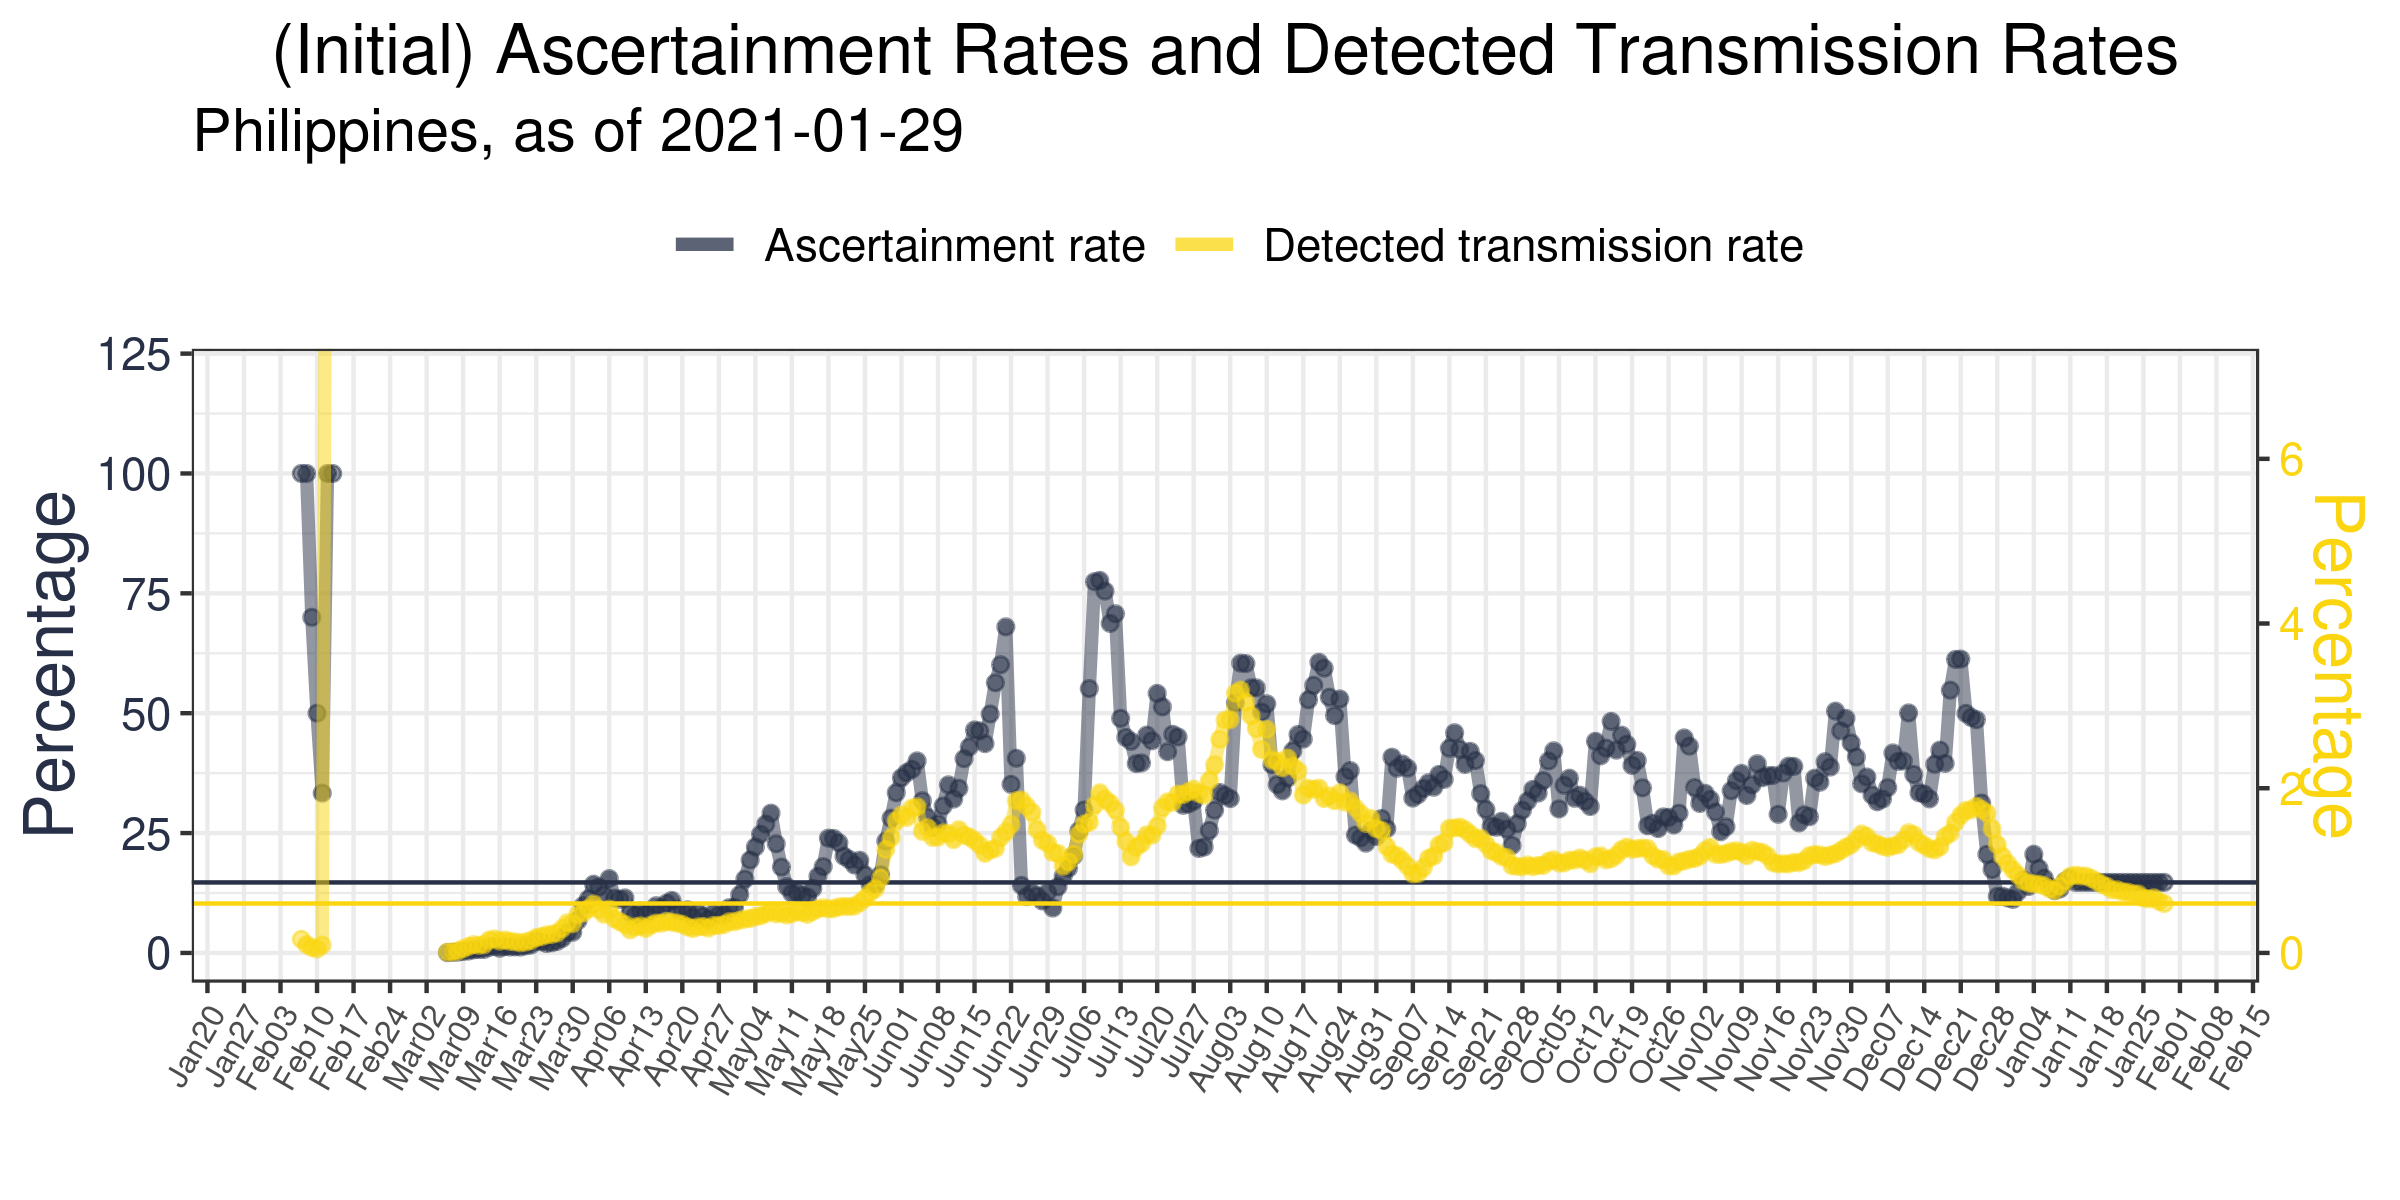 (Initial) Ascertainment Rates and Detected Transmission Rates
Philippines, as of 2021-01-29
Ascertainment rate
Detected transmission rate
125
100
75
50
25
0
Percentage
6
4
2
0
Percentage
Jan20
Jan27
Feb03
Feb10
Feb17
Feb24
Mar02
Mar09
Mar16
Mar23
Mar30
Apr06
Apr13
Apr20
Apr27
May04
May11
May18
May25
Jun01
Jun08
Jun15
Jun22
Jun29
Jul06
Jul13
Jul20
Jul27
Aug03
Aug10
Aug17
Aug24
Aug31
Sep07
Sep14
Sep21
Sep28
Oct05
Oct12
Oct19
Oct26
Nov02
Nov09
Nov16
Nov23
Nov30
Dec07
Dec14
Dec21
Dec28
Jan04
Jan11
Jan18
Jan25
Feb01
Feb08
Feb15